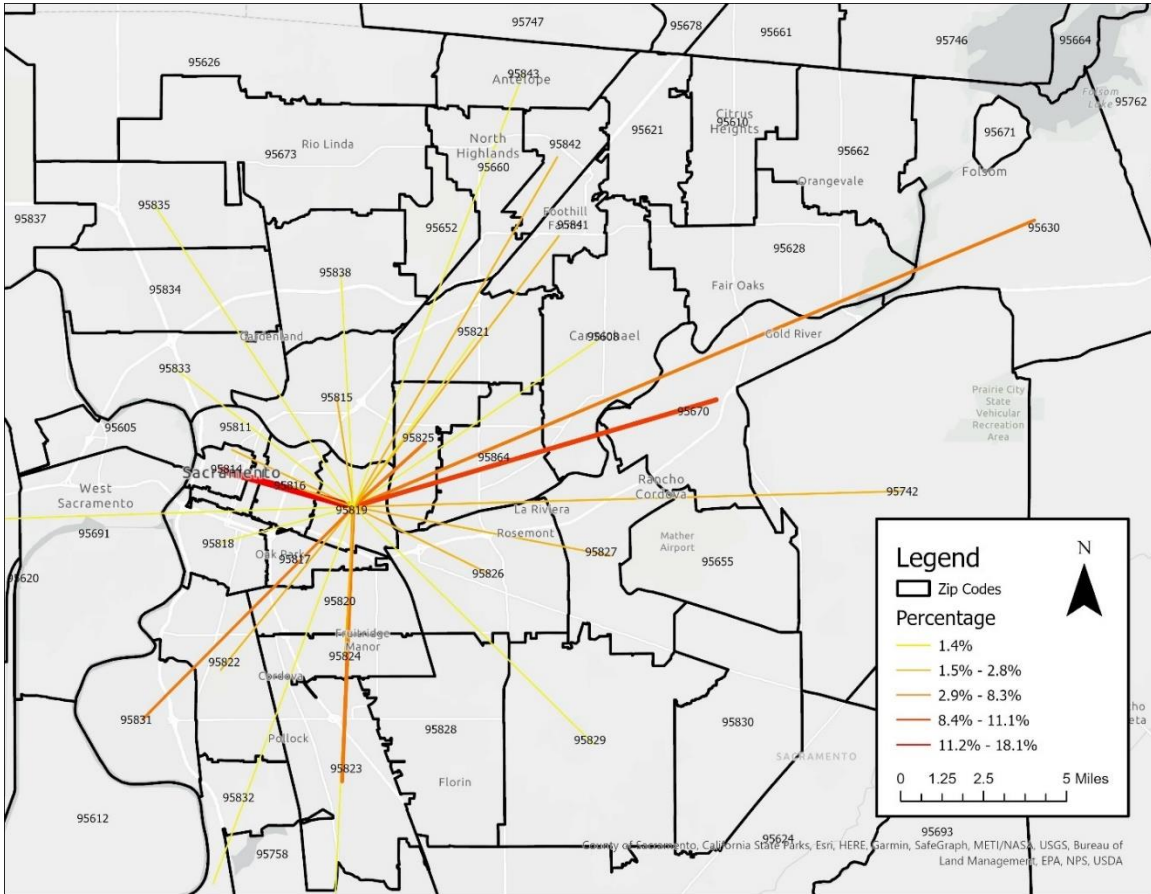 95747
95678
95661
95746
95664
95626
95843
Antelope
95762
Folsom
Lake
95621
Citrus
95610
Heights
95671
95673
Rio Linda
North
Highlands
95842
95660
95662
Orangevale
Folsom
95837
95835
95652
Foothill
95841
95630
95628
95838
95834
Fair Oaks
95821
Gardenland
95608
Gold River
95833
Prairie City
State
Vehicular
Recreation
Area
95815
95605
95811
95825
95670
95864
95814
Sacramento
95816
West
Sacramento
Rancho
Cordova
95742
95819
La Riviera
95691
95818
Oak Park
95817
Rosemont
95827
Mather
Airport
95655
95620
95826
95820
Fruitridge
Manor
95824
95822
Cordova
95831
95828
95829
95830
Pollock
SACRAMENTO
95823
Florin
95832
95612
95758
95624
95693
Legend
N
Zip Codes
Percentage
1.4%
1.5% - 2.8%
2.9% - 8.3%
8.4% - 11.1%
11.2% - 18.1%
0 1.25 2.5 5 Miles
County of Sacramento, California State Parks, Esri, HERE, Garmin, SafeGraph, METI/NASA, USGS, Bureau of
Land Management, EPA, NPS, USDA